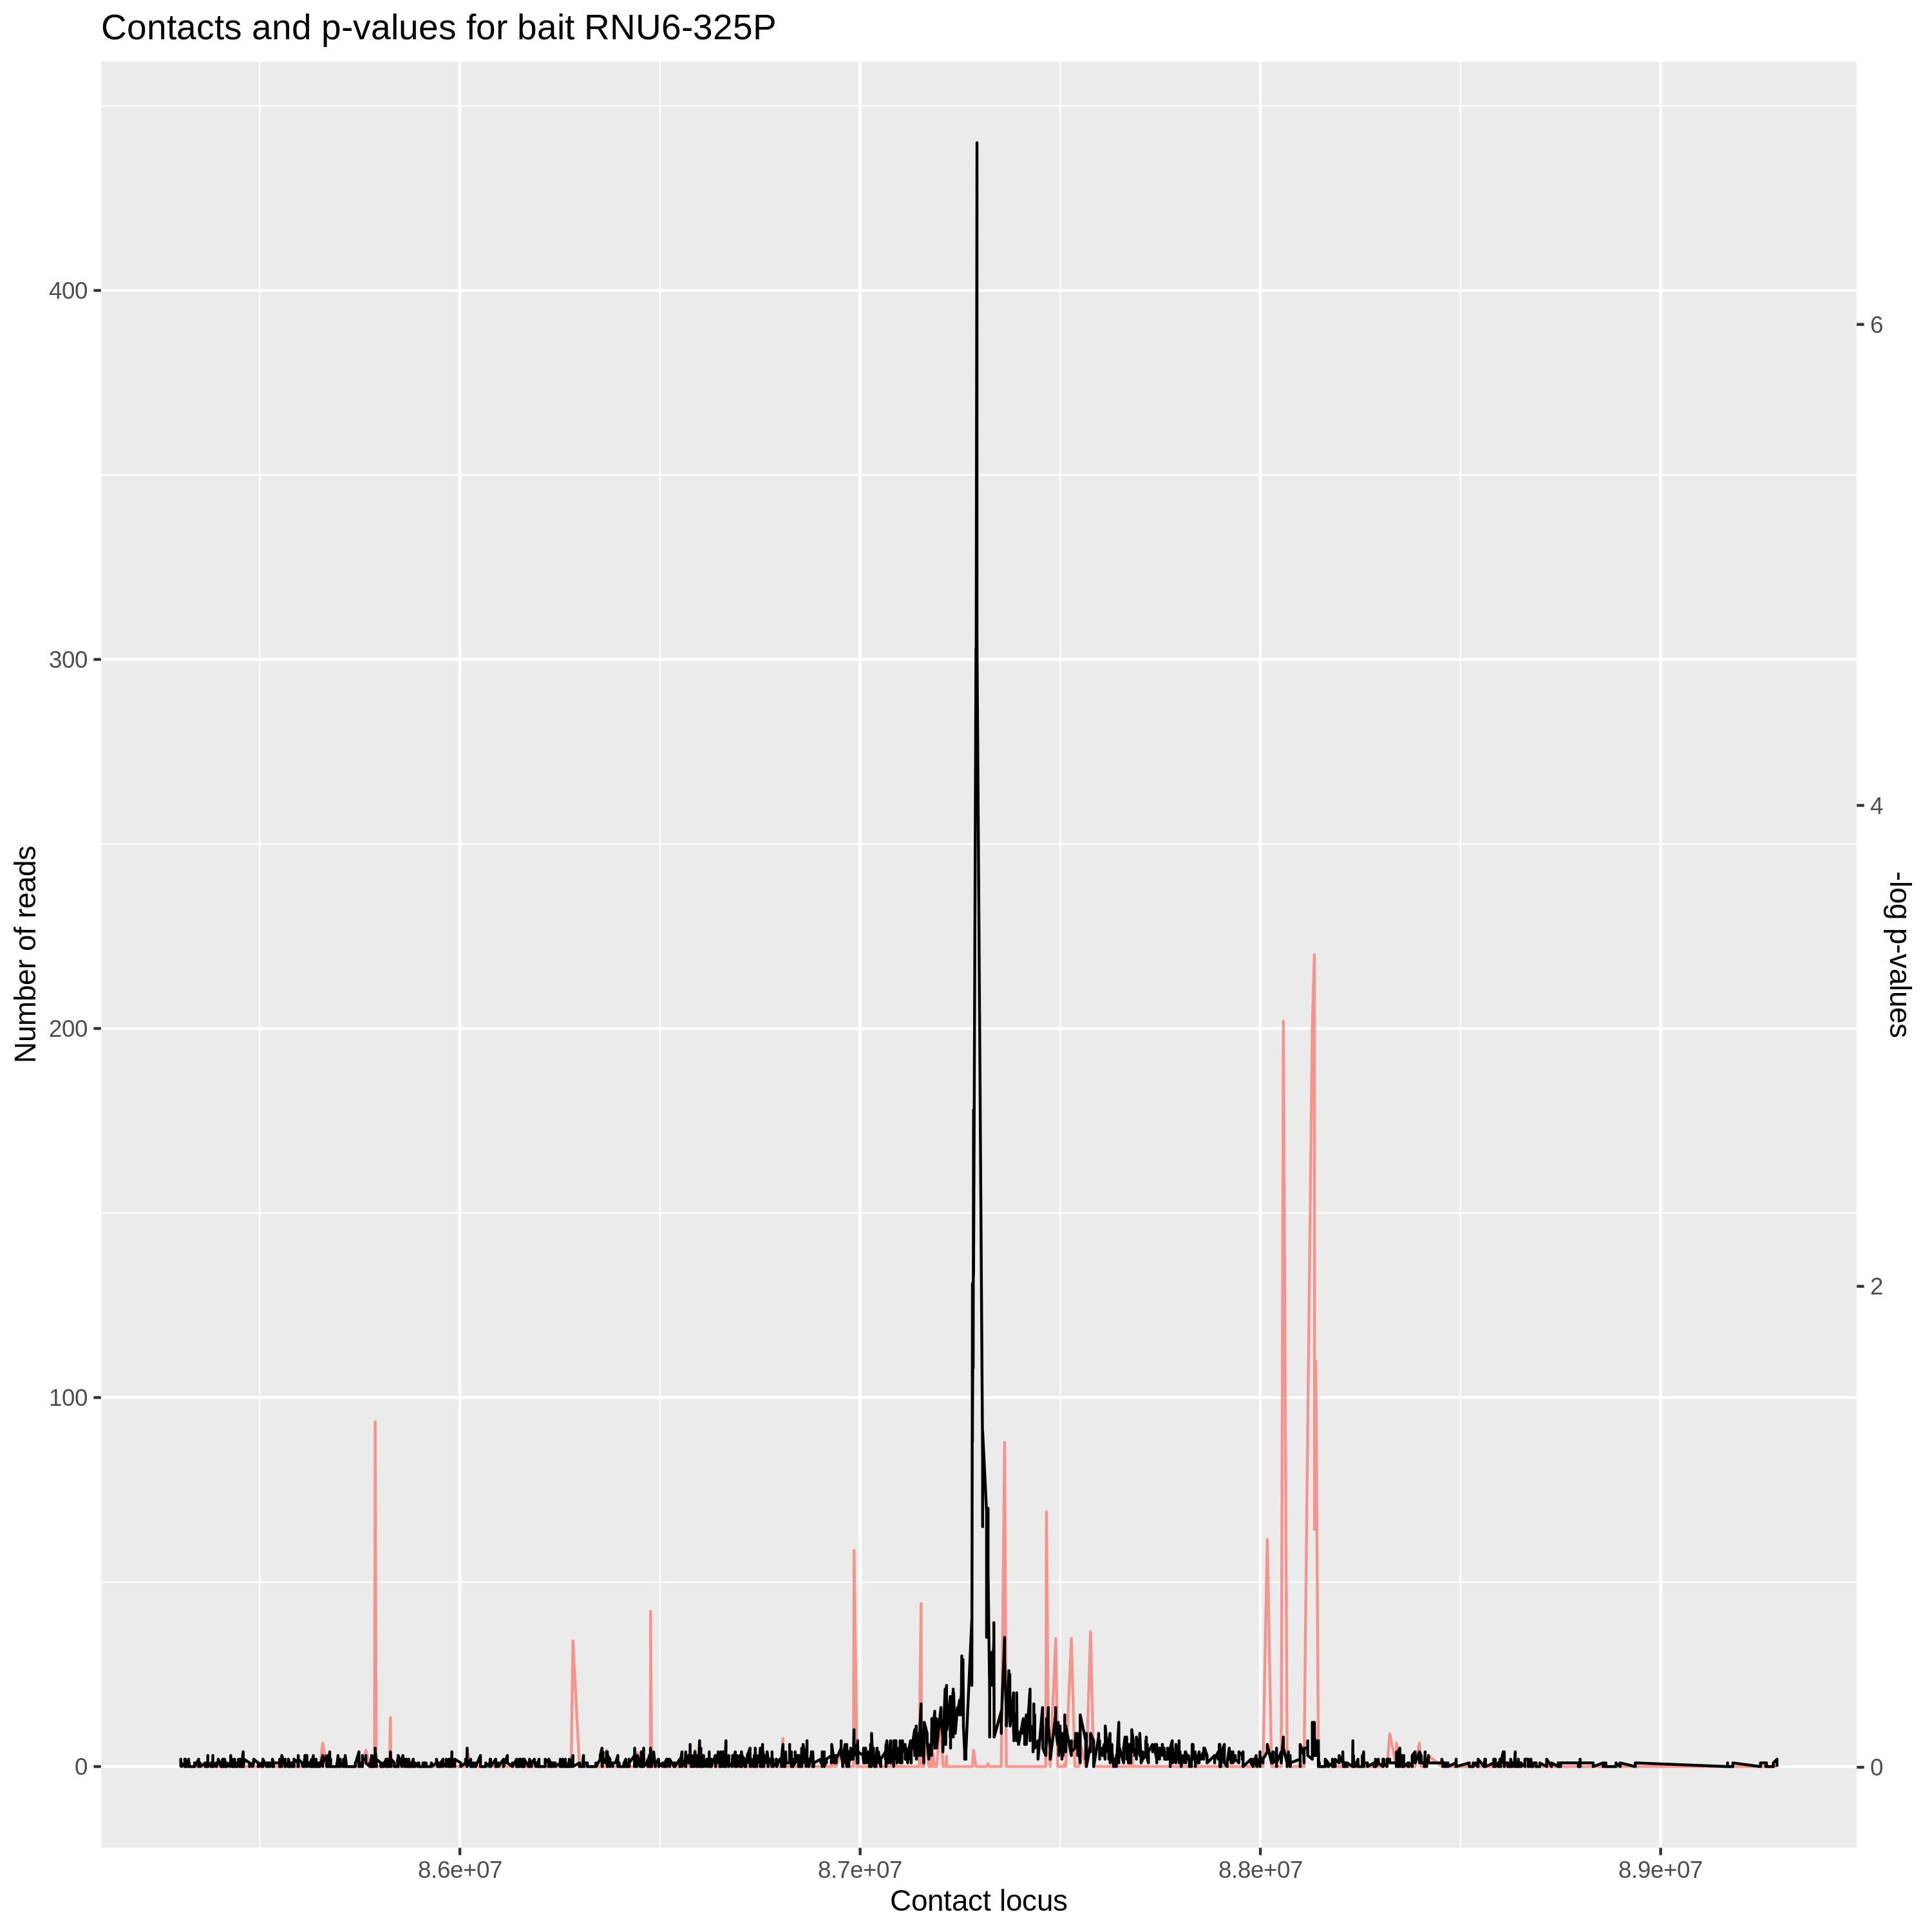 Contacts and p-values for bait RNU6-325P
400
300
200
100
0
6
4
2
0
Number of reads
-log p-values
8.6e+07
8.7e+07
8.8e+07
8.9e+07
Contact locus